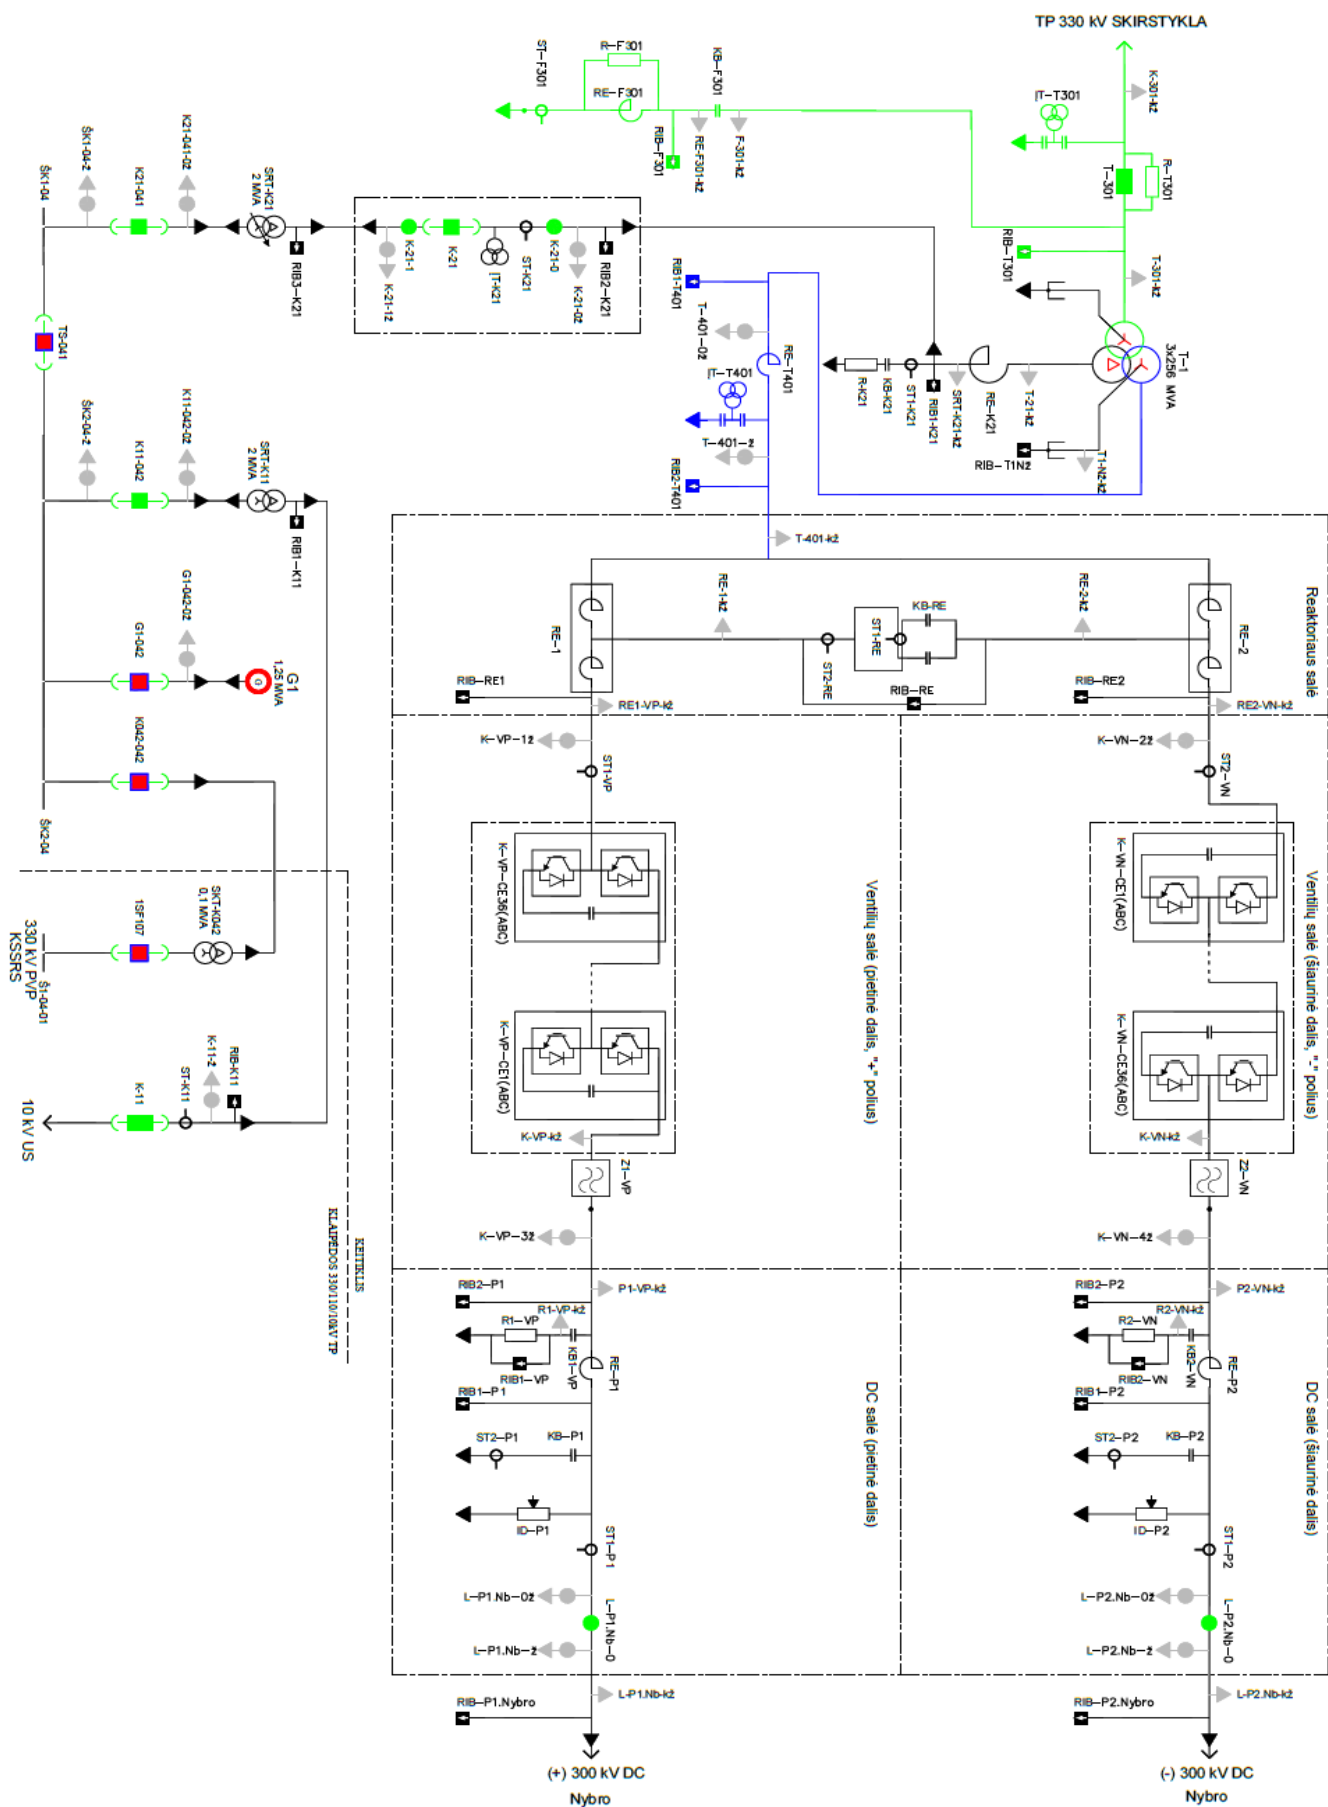 TP 330 kV SKIRSTYKLA
K-301-kž
ĮT-T301
R-T301
T-301
RIB-T301
T-301-kž
T-1
3x256 MVA
T1-Nž-kž
RIB-T1Nž
ST-F301
R-F301
RE-F301
KB-F301
RIB-F301
RE-F301-kž
F-301-kž
ŠK1-04
ŠK1-04-ž
K21-041
K21-041-0ž
SRT-K21
2 MVA
RIB3-K21
K-21-1
K-21-1ž
K-21
ĮT-K21
ST-K21
K-21-0
K-21-0ž
RIB2-K21
RIB1-T401
T-401-0ž
RE-T401
ĮT-T401
T-401-ž
RIB2-T401
T-401-kž
R-K21
KB-K21
ST1-K21
RIB1-K21
SRT-K21-kž
RE-K21
T-21-kž
TS-041
ŠK2-04-ž
K11-042
K11-042-0ž
SRT-K11
2 MVA
RIB1-K11
G1-042-0ž
G1-042
G1
1,25 MVA
G
K042-042
ŠK2-04
1SF107
SKT-K042
0,1 MVA
330 kV PVP
KSSRS
Š1-04-01
K-11
ST-K11
K-11-ž
RIB-K11
10 kV US
KEITIKLIS
KLAIPĖDOS 330/110/10kV TP
Reaktoriaus salė
RE-1
RE-1-kž
ST2-RE
ST1-RE
KB-RE
RIB-RE
RE-2-kž
RE-2
RIB-RE1
RE1-VP-kž
RIB-RE2
RE2-VN-kž
K-VP-1ž
ST1-VP
K-VP-CE36(ABC)
K-VP-CE1(ABC)
K-VP-kž
Z1-VP
K-VP-3ž
Ventilių salė (pietinė dalis, "+" polius)
K-VN-2ž
ST2-VN
K-VN-CE1(ABC)
K-VN-CE36(ABC)
K-VN-kž
Z2-VN
K-VN-4ž
Ventilių salė (šiaurinė dalis, "-" polius)
RIB2-P1
P1-VP-kž
R1-VP-kž
R1-VP
KB1-VP
RIB1-VP
RE-P1
RIB1-P1
ST2-P1
KB-P1
ID-P1
ST1-P1
L-P1.Nb-0ž
L-P1.Nb-0
L-P1.Nb-ž
DC salė (pietinė dalis)
RIB2-P2
P2-VN-kž
R2-VN-kž
R2-VN
KB2-VN
RIB2-VN
RE-P2
RIB1-P2
ST2-P2
KB-P2
ID-P2
ST1-P2
L-P2.Nb-0ž
L-P2.Nb-0
L-P2.Nb-ž
DC salė (šiaurinė dalis)
RIB-P1.Nybro
L-P1.Nb-kž
(+) 300 kV DC
Nybro
RIB-P2.Nybro
L-P2.Nb-kž
(-) 300 kV DC
Nybro